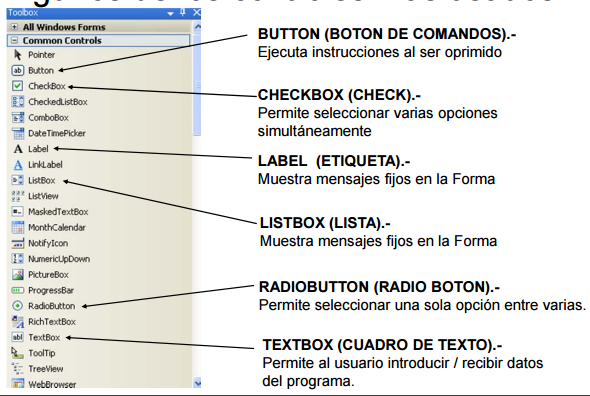 Toolbox
All Windows Forms
Common Controls
Pointer
Button
CheckBox
CheckedListBox
ComboBox
DateTimePicker
Label
LinkLabel
ListBox
ListView
MaskedTextBox
MonthCalendar
NotifyIcon
NumericUpDown
PictureBox
ProgressBar
RadioButton
RichTextBox
TextBox
ToolTip
TreeView
WebBrowser
BUTTON (BOTON DE COMANDOS).-
Ejecuta instrucciones al ser oprimido
CHECKBOX (CHECK).-
Permite seleccionar varias opciones
simultáneamente
LABEL (ETIQUETA).-
Muestra mensajes fijos en la Forma
LISTBOX (LISTA).-
Muestra mensajes fijos en la Forma
RADIOBUTTON (RADIO BOTON).-
Permite seleccionar una sola opción entre varias.
TEXTBOX (CUADRO DE TEXTO).-
Permite al usuario introducir / recibir datos
del programa.